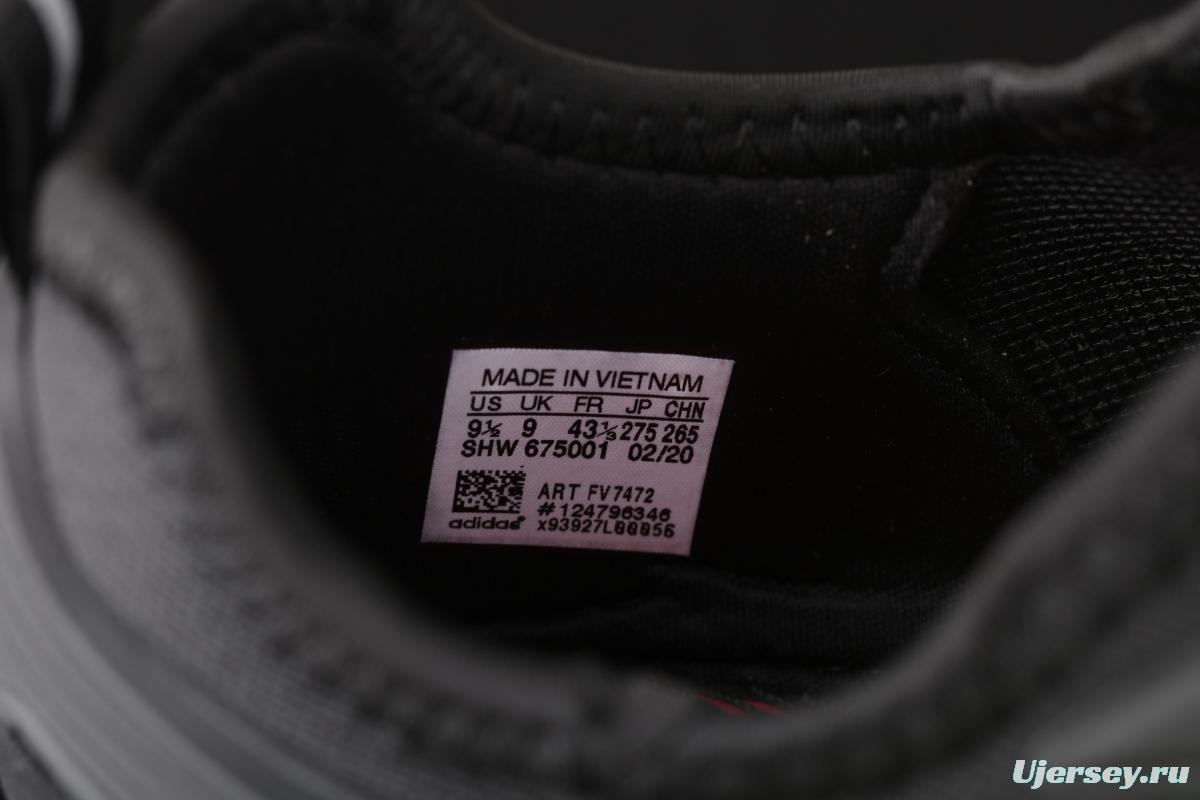 MADE IN VIETNAM
US UK FR JP CHN
9½ 9 43⅓ 275 265
SHW 675001 02/20
ART FV7472
#124796346
adidas®
x93927L00056
Ujersey.ru